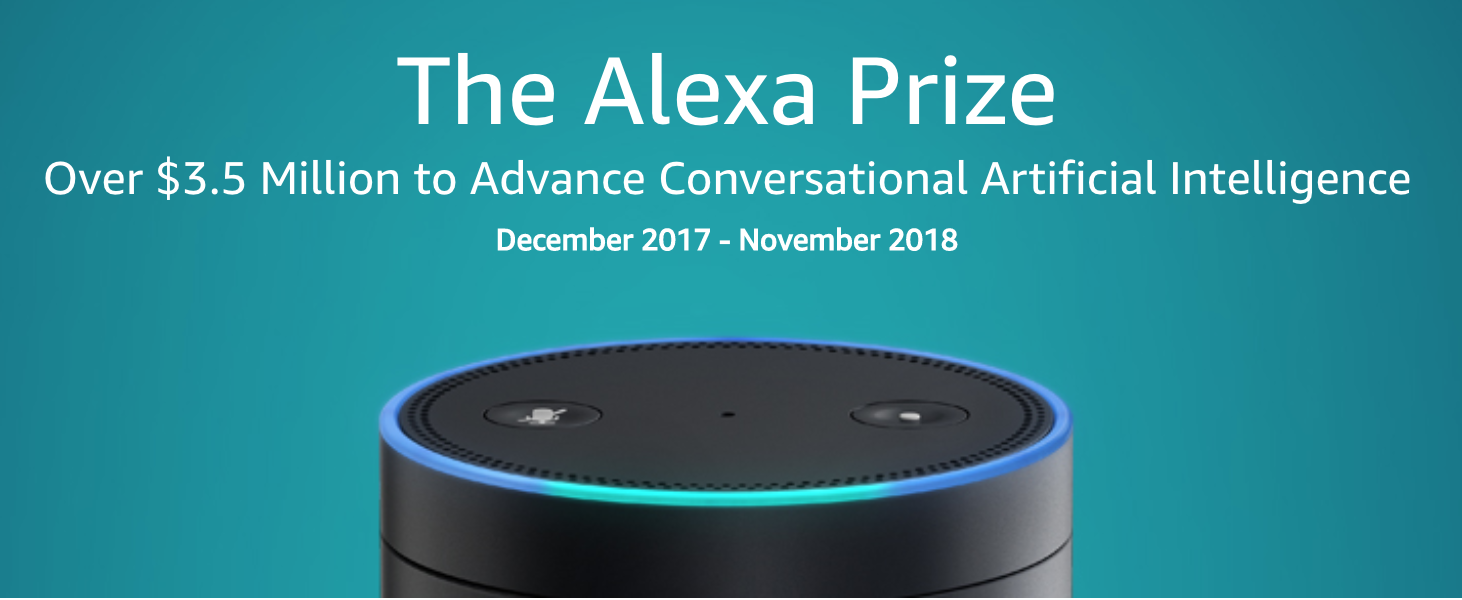 The Alexa Prize
Over $3.5 Million to Advance Conversational Artificial Intelligence
December 2017 - November 2018